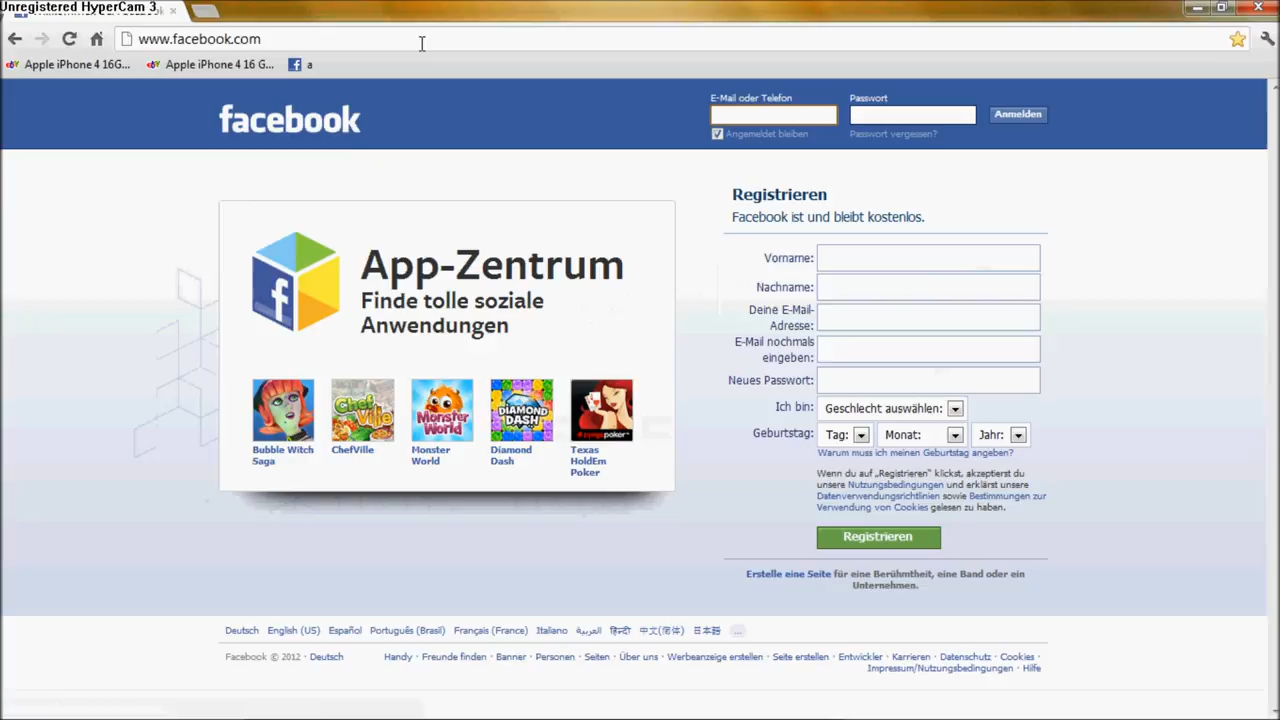 Unregistered HyperCam 3
www.facebook.com
Apple iPhone 4 16G...
Apple iPhone 4 16 G...
a
facebook
E-Mail oder Telefon
Passwort
Anmelden
Angemeldet bleiben
Passwort vergessen?
Registrieren
Facebook ist und bleibt kostenlos.
App-Zentrum
Finde tolle soziale
Anwendungen
Bubble Witch
Saga
ChefVille
Monster
World
Diamond
Dash
Texas
HoldEm
Poker
Vorname:
Nachname:
Deine E-Mail-
Adresse:
E-Mail nochmals
eingeben:
Neues Passwort:
Ich bin:
Geschlecht auswählen:
Geburtstag:
Tag:
Monat:
Jahr:
Warum muss ich meinen Geburtstag angeben?
Wenn du auf „Registrieren“ klickst, akzeptierst du
unsere Nutzungsbedingungen und erklärst unsere
Datenverwendungsrichtlinien sowie Bestimmungen zur
Verwendung von Cookies gelesen zu haben.
Registrieren
Erstelle eine Seite für eine Berühmtheit, eine Band oder ein
Unternehmen.
Deutsch English (US) Español Português (Brasil) Français (France) Italiano العربية हिन्दी 中文(简体) 日本語 ...
Facebook © 2012 · Deutsch
Handy · Freunde finden · Banner · Personen · Seiten · Über uns · Werbeanzeige erstellen · Seite erstellen · Entwickler · Karrieren · Datenschutz · Cookies ·
Impressum/Nutzungsbedingungen · Hilfe